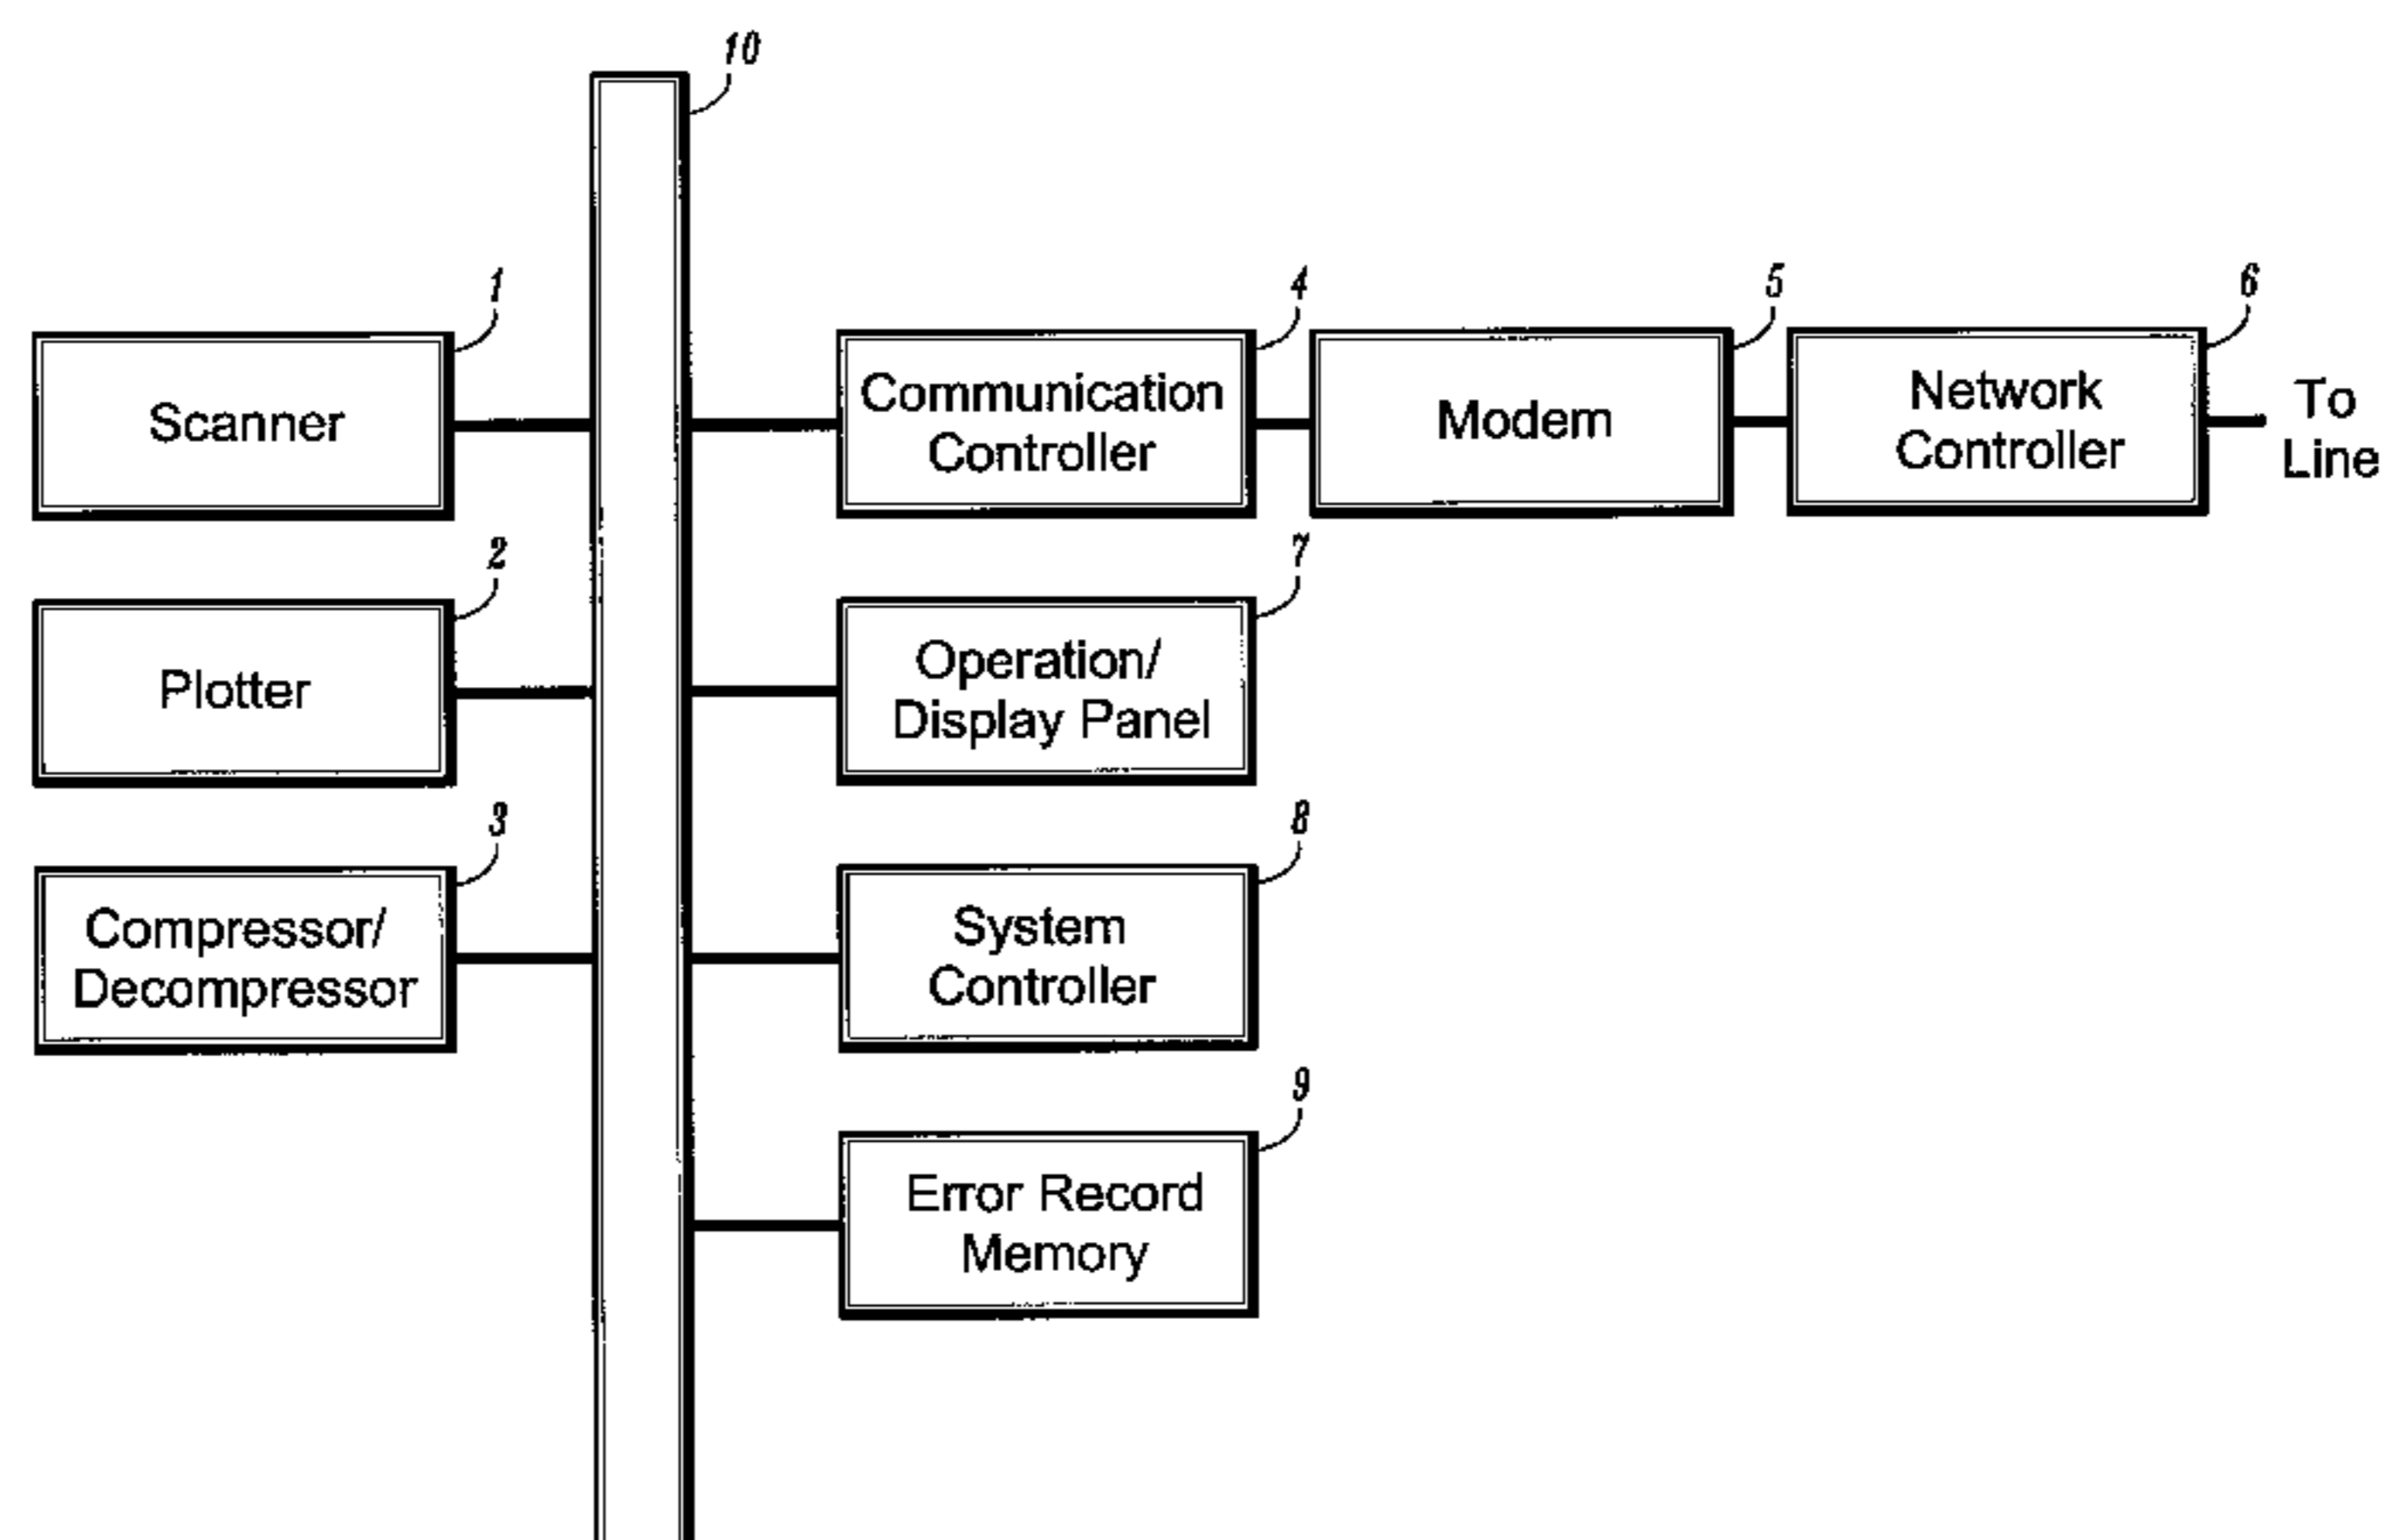 10
1
Scanner
2
Plotter
3
Compressor/
Decompressor
4
Communication
Controller
5
Modem
6
Network
Controller
To
Line
7
Operation/
Display Panel
8
System
Controller
9
Error Record
Memory